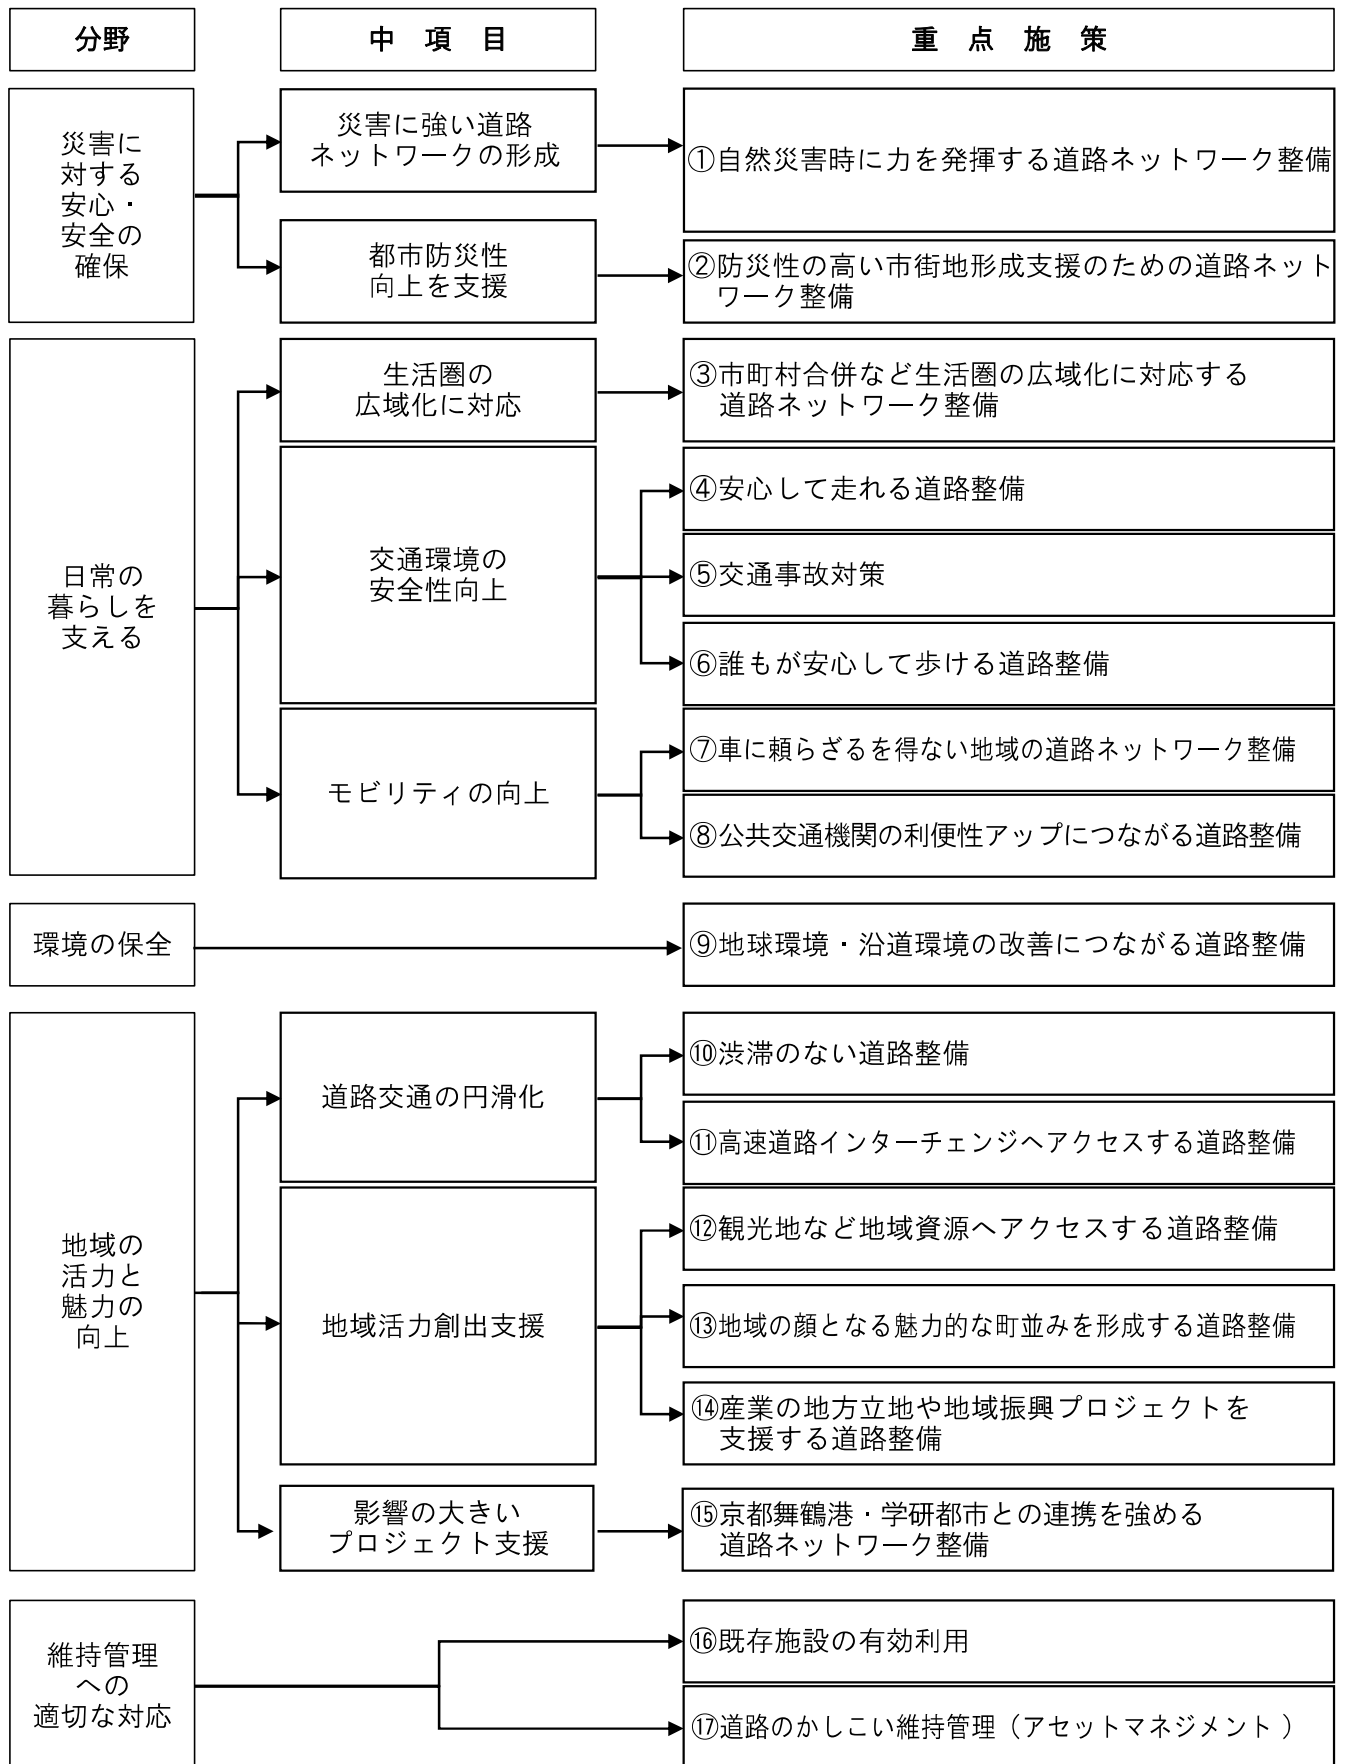 分野
中 項 目
重 点 施 策
災害に
対する
安心・
安全の
確保
災害に強い道路
ネットワークの形成
①自然災害時に力を発揮する道路ネットワーク整備
都市防災性
向上を支援
②防災性の高い市街地形成支援のための道路ネット
ワーク整備
日常の
暮らしを
支える
生活圏の
広域化に対応
③市町村合併など生活圏の広域化に対応する
道路ネットワーク整備
交通環境の
安全性向上
④安心して走れる道路整備
⑤交通事故対策
⑥誰もが安心して歩ける道路整備
モビリティの向上
⑦車に頼らざるを得ない地域の道路ネットワーク整備
⑧公共交通機関の利便性アップにつながる道路整備
環境の保全
⑨地球環境・沿道環境の改善につながる道路整備
地域の
活力と
魅力の
向上
道路交通の円滑化
⑩渋滞のない道路整備
⑪高速道路インターチェンジへアクセスする道路整備
地域活力創出支援
⑫観光地など地域資源へアクセスする道路整備
⑬地域の顔となる魅力的な町並みを形成する道路整備
⑭産業の地方立地や地域振興プロジェクトを
支援する道路整備
影響の大きい
プロジェクト支援
⑮京都舞鶴港・学研都市との連携を強める
道路ネットワーク整備
維持管理
への
適切な対応
⑯既存施設の有効利用
⑰道路のかしこい維持管理（アセットマネジメント ）